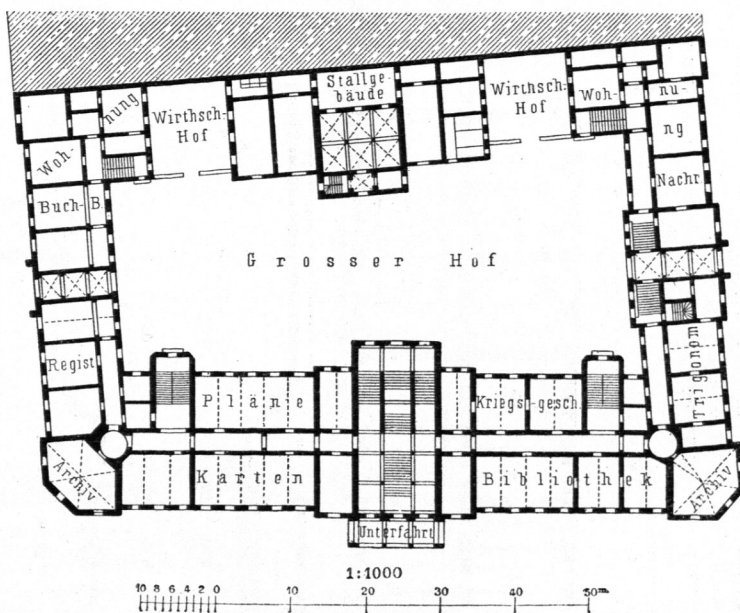 Stallge-
bäude
Wirthsch-
Hof
nung
Wirthsch-
Hof
Woh-
nu-
ng
Woh-
Nachr
Buch-
B.
Grosser Hof
Regist
Trigonom
Pläne
Kriegs-gesch.
Archiv
Karten
Bibliothek
Archiv
Unterfahrt
1:1000
10 8 6 4 2 0 10 20 30 40 50m.